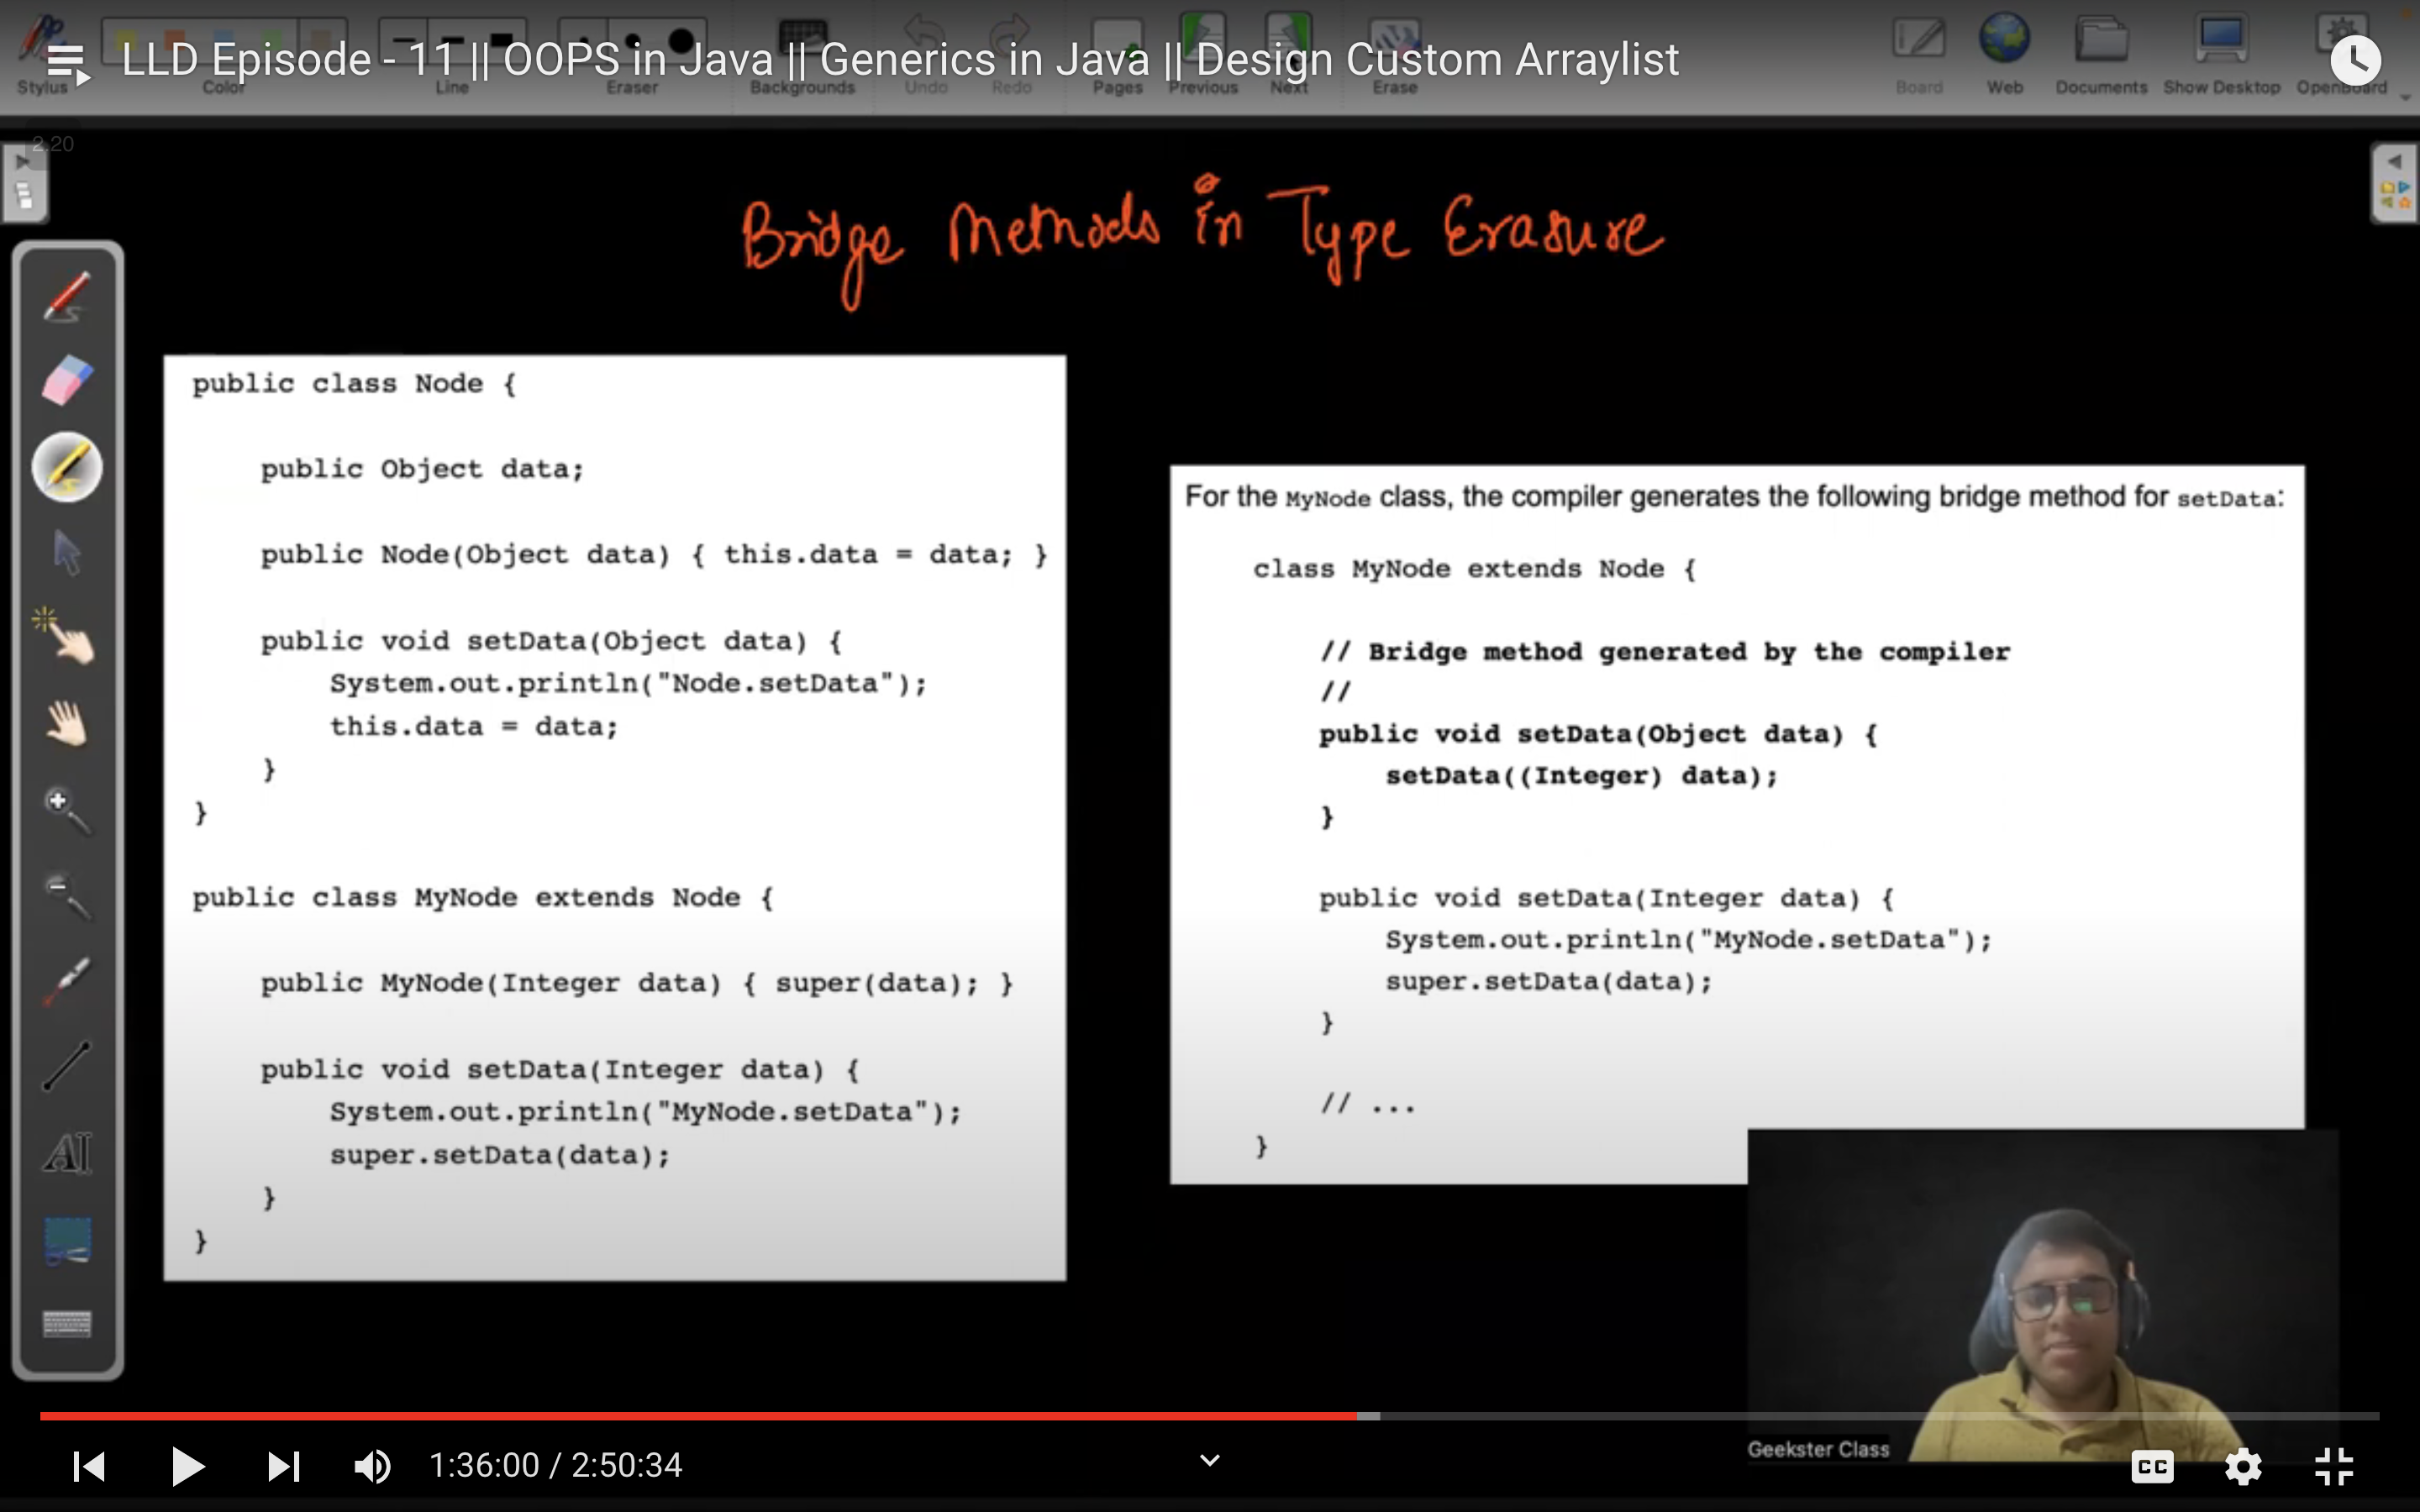 LLD Episode - 11 || OOPS in Java || Generics in Java || Design Custom Arraylist
Stylus Color Line Eraser Backgrounds Undo Redo Pages Previous Next Erase Board Web Documents Show Desktop OpenBoard
2.20
Bridge Methods in Type Erasure
public class Node {
public Object data;
public Node(Object data) { this.data = data; }
public void setData(Object data) {
System.out.println("Node.setData");
this.data = data;
}
}
public class MyNode extends Node {
public MyNode(Integer data) { super(data); }
public void setData(Integer data) {
System.out.println("MyNode.setData");
super.setData(data);
}
}
For the MyNode class, the compiler generates the following bridge method for setData:
class MyNode extends Node {
// Bridge method generated by the compiler
//
public void setData(Object data) {
setData((Integer) data);
}
public void setData(Integer data) {
System.out.println("MyNode.setData");
super.setData(data);
}
// ...
}
AI
Geekster Class
1:36:00 / 2:50:34
CC